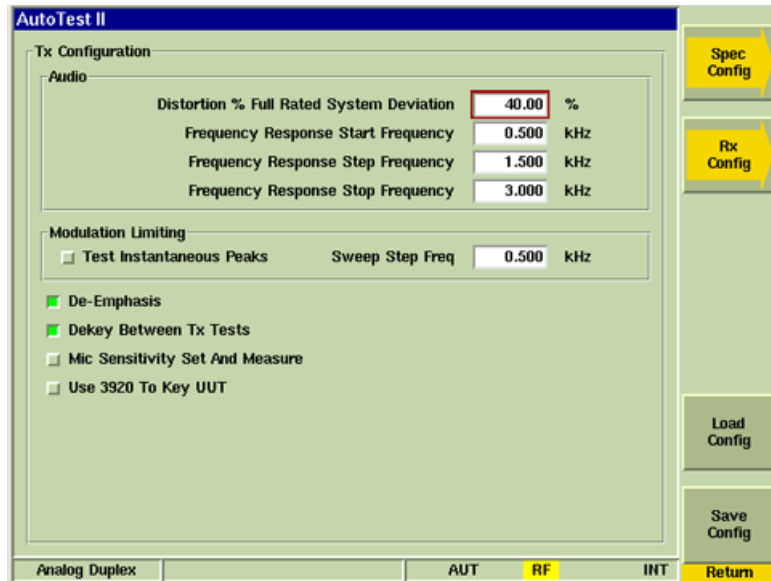 AutoTest II
Tx Configuration
Audio
Distortion % Full Rated System Deviation 40.00 %
Frequency Response Start Frequency 0.500 kHz
Frequency Response Step Frequency 1.500 kHz
Frequency Response Stop Frequency 3.000 kHz
Modulation Limiting
Test Instantaneous Peaks Sweep Step Freq 0.500 kHz
De-Emphasis
Dekey Between Tx Tests
Mic Sensitivity Set And Measure
Use 3920 To Key UUT
Spec
Config
Rx
Config
Load
Config
Save
Config
Analog Duplex AUT RF INT Return